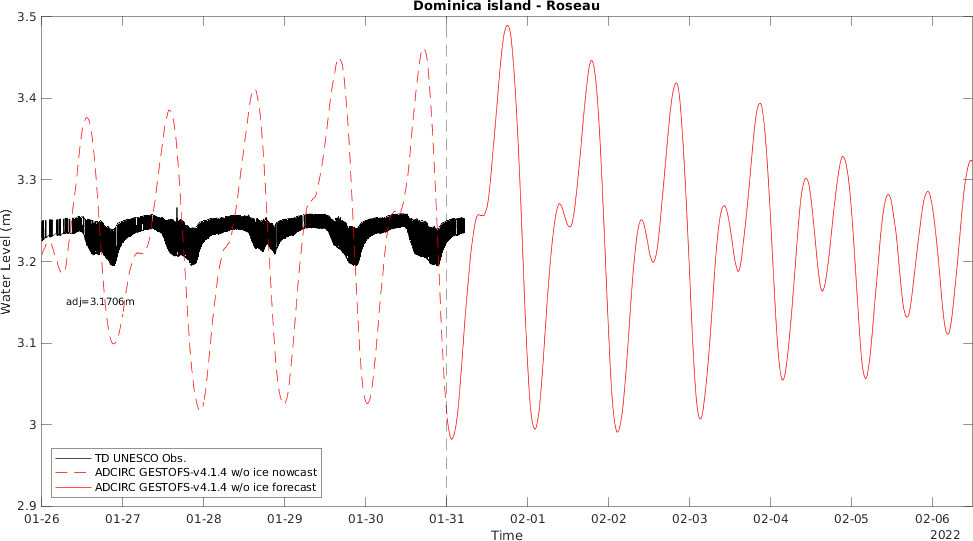 Dominica island - Roseau
3.5
3.4
3.3
3.2
3.1
3
2.9
Water Level (m)
adj=3.1706m
TD UNESCO Obs.
ADCIRC GESTOFS-v4.1.4 w/o ice nowcast
ADCIRC GESTOFS-v4.1.4 w/o ice forecast
01-26 01-27 01-28 01-29 01-30 01-31 02-01 02-02 02-03 02-04 02-05 02-06
Time
2022